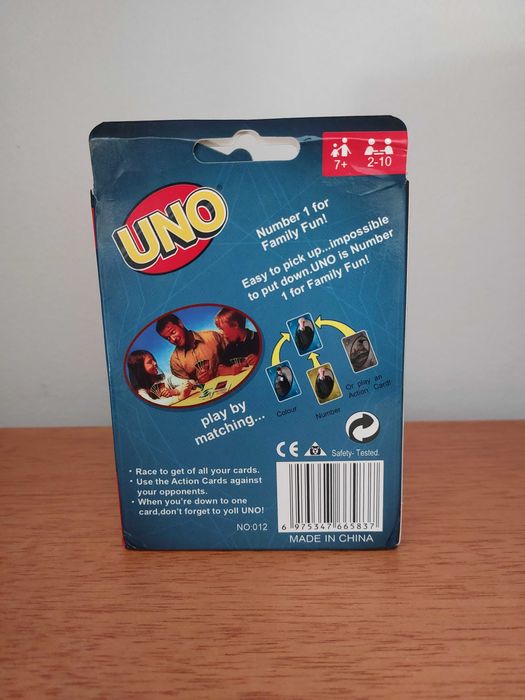 7+
2-10
UNO
Number 1 for
Family Fun!
Easy to pick up...impossible
to put down.UNO is Number
1 for Family Fun!
play by
matching...
Colour
Number
Or play an
Action Card!
CE
Safety- Tested.
• Race to get of all your cards.
• Use the Action Cards against
your opponents.
• When you're down to one
card,don't forget to yoll UNO!
NO:012
6 975347 665837
MADE IN CHINA